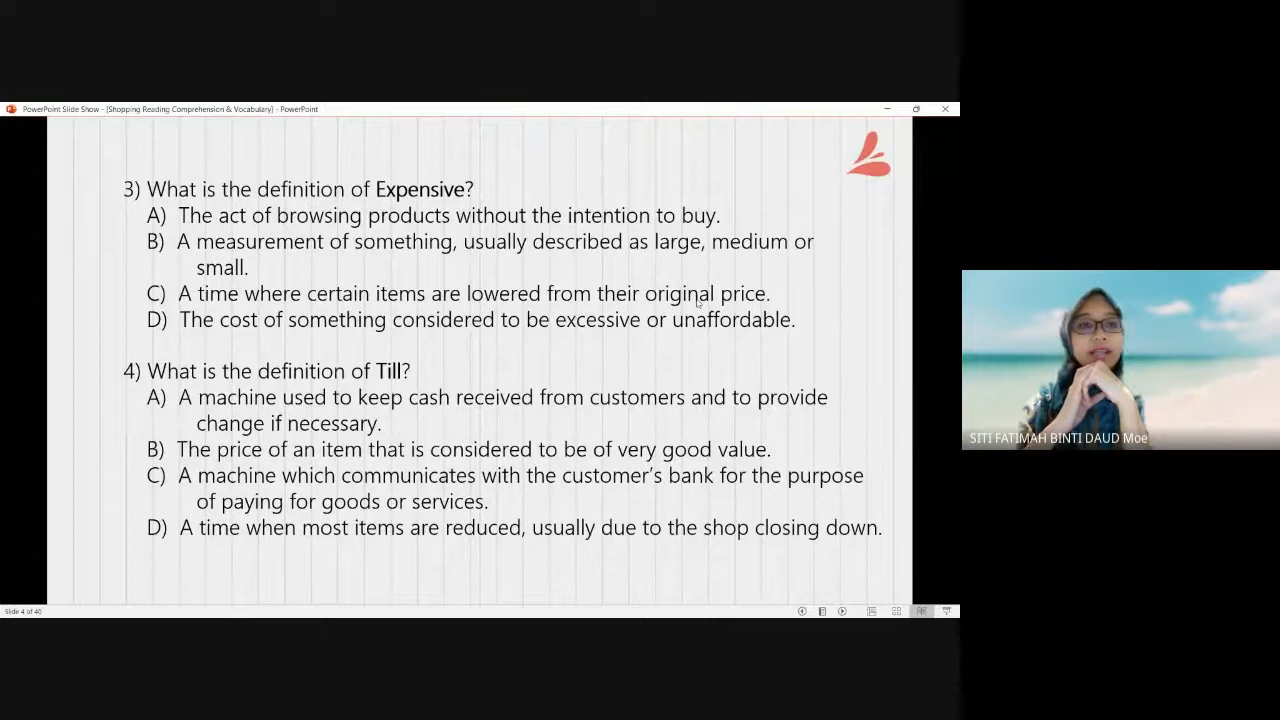 PowerPoint Slide Show - [Shopping Reading Comprehension & Vocabulary] - PowerPoint
3) What is the definition of Expensive?
A) The act of browsing products without the intention to buy.
B) A measurement of something, usually described as large, medium or
small.
C) A time where certain items are lowered from their original price.
D) The cost of something considered to be excessive or unaffordable.
4) What is the definition of Till?
A) A machine used to keep cash received from customers and to provide
change if necessary.
B) The price of an item that is considered to be of very good value.
C) A machine which communicates with the customer’s bank for the purpose
of paying for goods or services.
D) A time when most items are reduced, usually due to the shop closing down.
SITI FATIMAH BINTI DAUD Moe
Slide 4 of 40